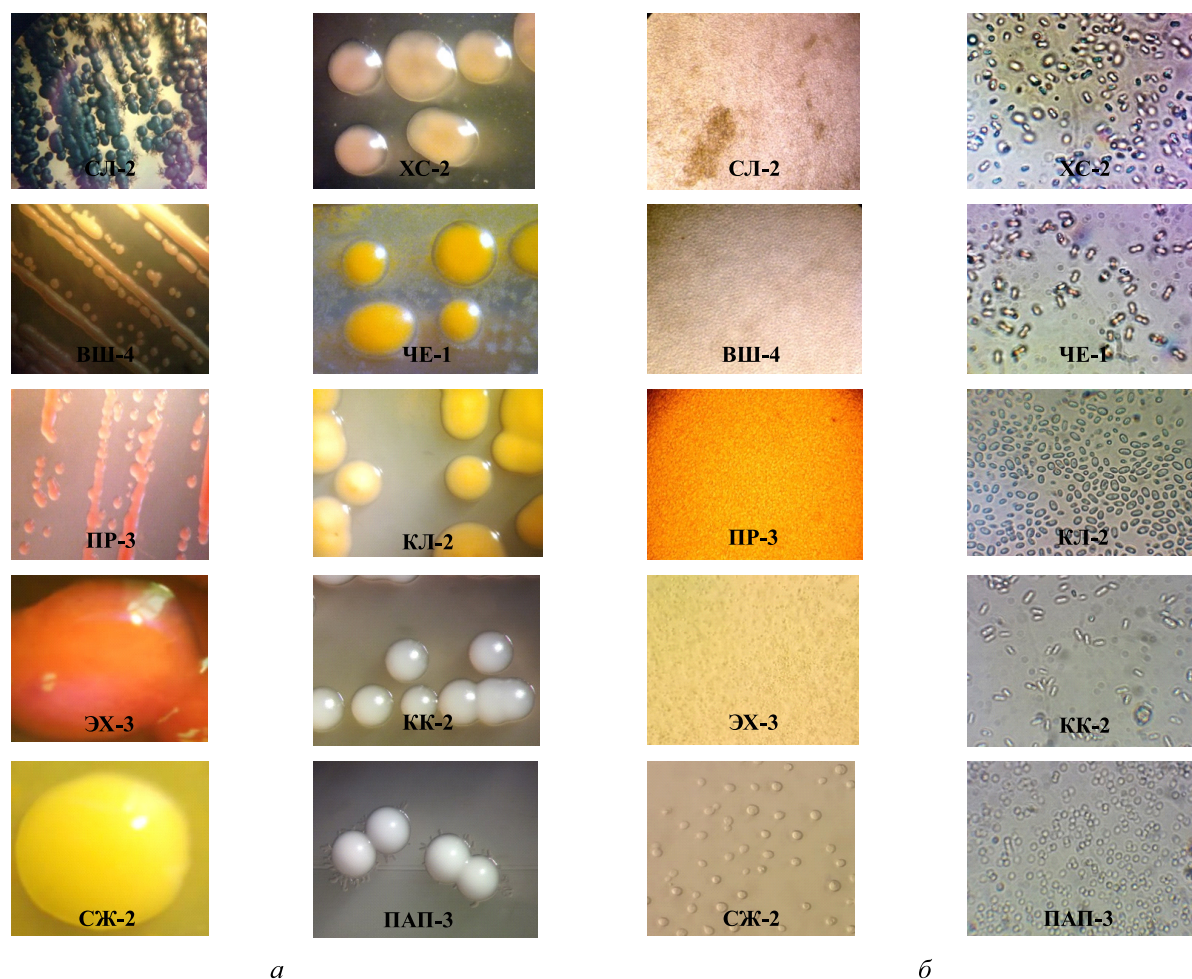 СЛ-2 ХС-2 СЛ-2 ХС-2
ВШ-4 ЧЕ-1 ВШ-4 ЧЕ-1
ПР-3 КЛ-2 ПР-3 КЛ-2
ЭХ-3 КК-2 ЭХ-3 КК-2
СЖ-2 ПАП-3 СЖ-2 ПАП-3
а б